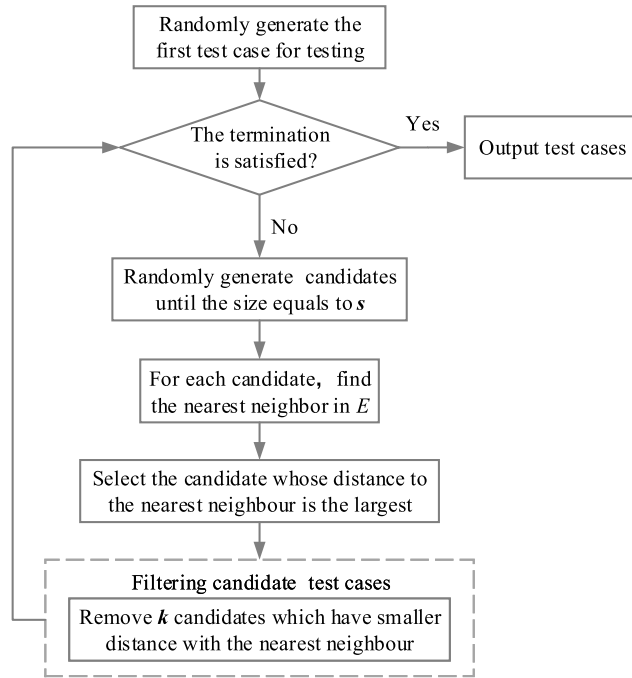 Randomly generate the
first test case for testing
The termination
is satisfied?
Yes
Output test cases
No
Randomly generate candidates
until the size equals to s
For each candidate, find
the nearest neighbor in E
Select the candidate whose distance to
the nearest neighbour is the largest
Filtering candidate test cases
Remove k candidates which have smaller
distance with the nearest neighbour